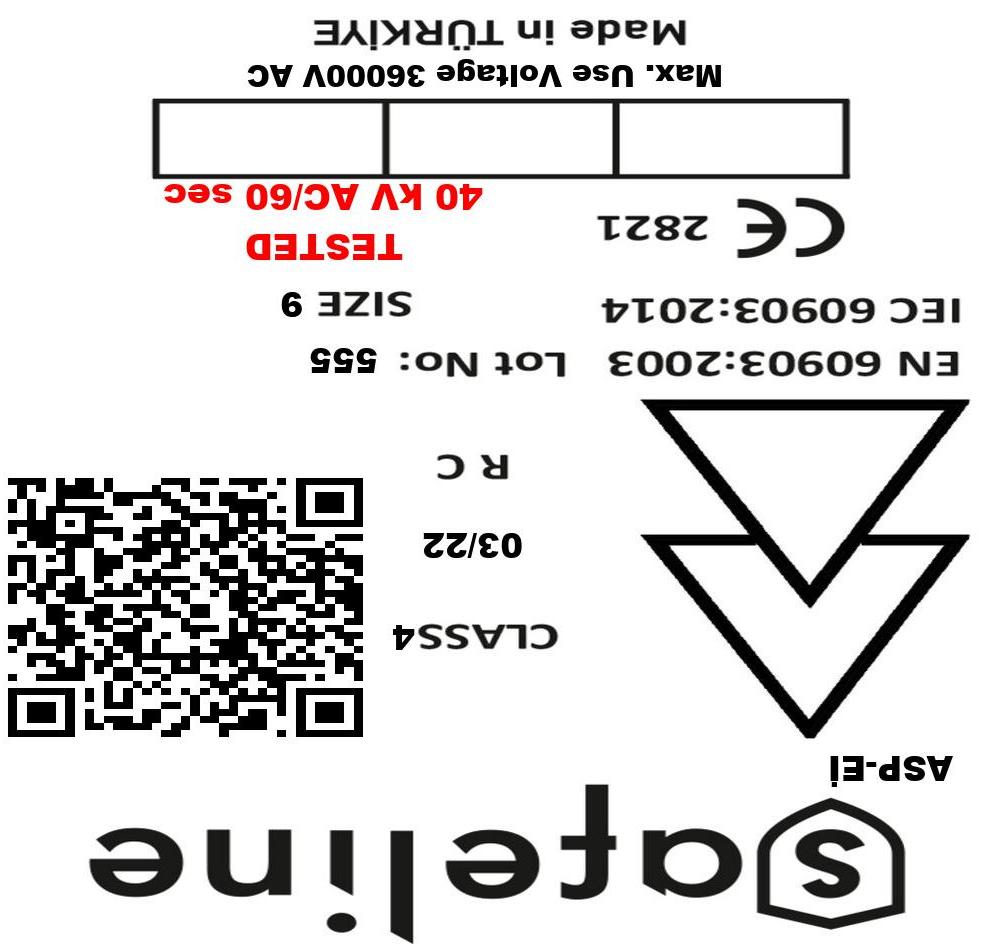 safeline
ASP-Ei
CLASS4
03/22
R C
EN 60903:2003 Lot No: 555
IEC 60903:2014 SIZE 9
CE 2821 TESTED
40 kV AC/60 sec
Max. Use Voltage 36000V AC
Made in TÜRKİYE